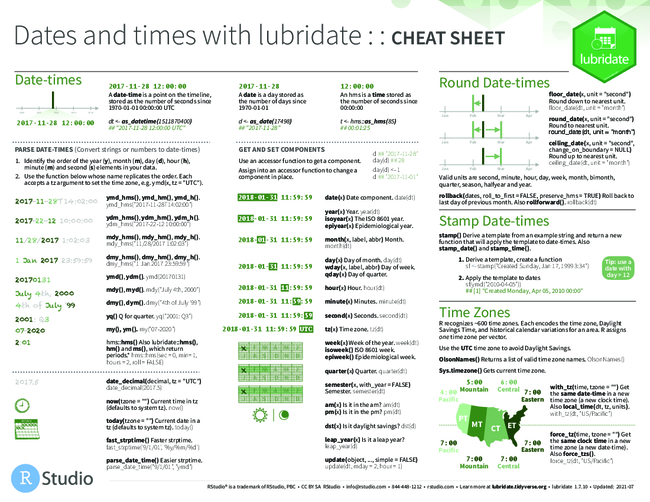 Dates and times with lubridate : : CHEAT SHEET
lubridate
Date-times
2017-11-28 12:00:00
2017-11-28 12:00:00
A date-time is a point on the timeline,
stored as the number of seconds since
1970-01-01 00:00:00 UTC
dt <- as_datetime(1511870400)
## "2017-11-28 12:00:00 UTC"
2017-11-28 12:00:00
A date is a day stored as
the number of days since
1970-01-01
d <- as_date(17498)
## "2017-11-28"
12:00:00
An hms is a time stored as
the number of seconds since
00:00:00
t <- hms::as_hms(85)
## 00:01:25
PARSE DATE-TIMES (Convert strings or numbers to date-times)
1. Identify the order of the year (y), month (m), day (d), hour (h),
minute (m) and second (s) elements in your data.
2. Use the function below whose name replicates the order. Each
accepts a tz argument to set the time zone, e.g. ymd(x, tz = "UTC").
2017-11-28T14:02:00
ymd_hms(), ymd_hm(), ymd_h().
ymd_hms("2017-11-28T14:02:00")
2017-22-12 10:00:00
ydm_hms(), ydm_hm(), ydm_h().
ydm_hms("2017-22-12 10:00:00")
11/28/2017 1:02:03
mdy_hms(), mdy_hm(), mdy_h().
mdy_hms("11/28/2017 1:02:03")
1 Jan 2017 23:59:59
dmy_hms(), dmy_hm(), dmy_h().
dmy_hms("1 Jan 2017 23:59:59")
20170131
ymd(), ydm(). ymd(20170131)
July 4th, 2000
mdy(), myd(). mdy("July 4th, 2000")
4th of July '99
dmy(), dym(). dmy("4th of July '99")
2001: Q3
yq() Q for quarter. yq("2001: Q3")
07-2020
my(), ym(). my("07-2020")
2:01
hms::hms() Also lubridate::hms(),
hm() and ms(), which return
periods.* hms::hms(sec = 0, min = 1,
hours = 2, roll = FALSE)
2017.5
date_decimal(decimal, tz = "UTC")
date_decimal(2017.5)
now(tzone = "") Current time in tz
(defaults to system tz). now()
today(tzone = "") Current date in a
tz (defaults to system tz). today()
fast_strptime() Faster strptime.
fast_strptime('9/1/01', '%y/%m/%d')
parse_date_time() Easier strptime.
parse_date_time("9/1/01", "ymd")
GET AND SET COMPONENTS
Use an accessor function to get a component.
Assign into an accessor function to change a
component in place.
d ## "2017-11-28"
day(d) ## 28
day(d) <- 1
d ## "2017-11-01"
2018-01-31 11:59:59
date(x) Date component. date(dt)
2018-01-31 11:59:59
year(x) Year. year(dt)
isoyear(x) The ISO 8601 year.
epiyear(x) Epidemiological year.
2018-01-31 11:59:59
month(x, label, abbr) Month.
month(dt)
2018-01-31 11:59:59
day(x) Day of month. day(dt)
wday(x, label, abbr) Day of week.
qday(x) Day of quarter.
2018-01-31 11:59:59
hour(x) Hour. hour(dt)
2018-01-31 11:59:59
minute(x) Minutes. minute(dt)
2018-01-31 11:59:59
second(x) Seconds. second(dt)
2018-01-31 11:59:59 UTC
tz(x) Time zone. tz(dt)
week(x) Week of the year. week(dt)
isoweek() ISO 8601 week.
epiweek() Epidemiological week.
quarter(x) Quarter. quarter(dt)
semester(x, with_year = FALSE)
Semester. semester(dt)
am(x) Is it in the am? am(dt)
pm(x) Is it in the pm? pm(dt)
dst(x) Is it daylight savings? dst(d)
leap_year(x) Is it a leap year?
leap_year(d)
update(object, ..., simple = FALSE)
update(dt, mday = 2, hour = 1)
Round Date-times
floor_date(x, unit = "second")
Round down to nearest unit.
floor_date(dt, unit = "month")
round_date(x, unit = "second")
Round to nearest unit.
round_date(dt, unit = "month")
ceiling_date(x, unit = "second",
change_on_boundary = NULL)
Round up to nearest unit.
ceiling_date(dt, unit = "month")
Valid units are second, minute, hour, day, week, month, bimonth,
quarter, season, halfyear and year.
rollback(dates, roll_to_first = FALSE, preserve_hms = TRUE) Roll back to
last day of previous month. Also rollforward(). rollback(dt)
Stamp Date-times
stamp() Derive a template from an example string and return a new
function that will apply the template to date-times. Also
stamp_date() and stamp_time().
1. Derive a template, create a function
sf <- stamp("Created Sunday, Jan 17, 1999 3:34")
2. Apply the template to dates
sf(ymd("2010-04-05"))
## [1] "Created Monday, Apr 05, 2010 00:00"
Tip: use a
date with
day > 12
Time Zones
R recognizes ~600 time zones. Each encodes the time zone, Daylight
Savings Time, and historical calendar variations for an area. R assigns
one time zone per vector.
Use the UTC time zone to avoid Daylight Savings.
OlsonNames() Returns a list of valid time zone names. OlsonNames()
Sys.timezone() Gets current time zone.
4:00
Pacific
5:00
Mountain
6:00
Central
7:00
Eastern
PT
MT
CT
ET
7:00
Pacific
7:00
Mountain
7:00
Central
7:00
Eastern
with_tz(time, tzone = "") Get
the same date-time in a new
time zone (a new clock time).
Also local_time(dt, tz, units).
with_tz(dt, "US/Pacific")
force_tz(time, tzone = "") Get
the same clock time in a new
time zone (a new date-time).
Also force_tzs().
force_tz(dt, "US/Pacific")
R Studio
RStudio® is a trademark of RStudio, PBC • CC BY SA RStudio • info@rstudio.com • 844-448-1212 • rstudio.com • Learn more at lubridate.tidyverse.org • lubridate 1.7.10 • Updated: 2021-07